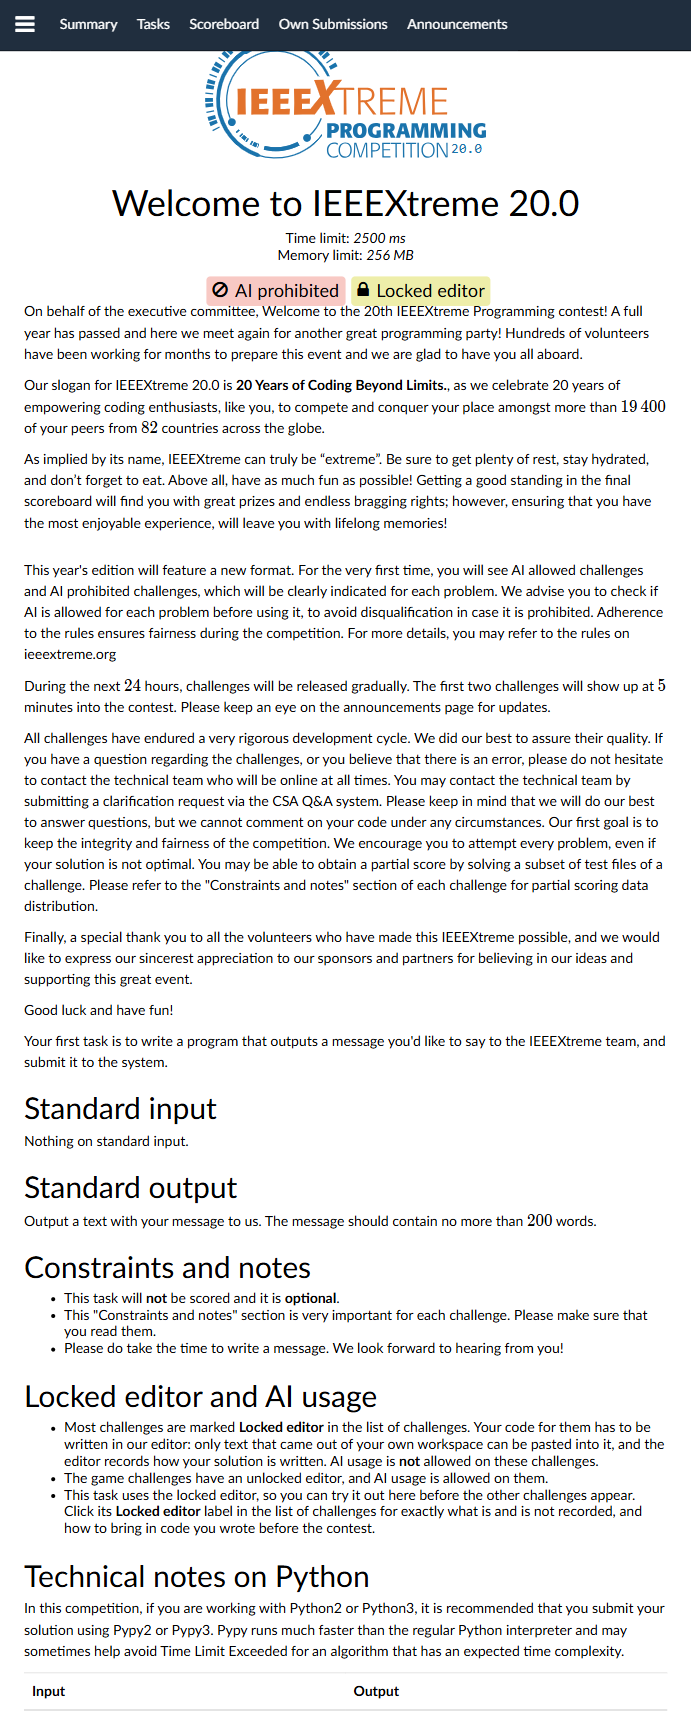 Summary Tasks Scoreboard Own Submissions Announcements
IEEEXTREME
PROGRAMMING
COMPETITION 20.0
Welcome to IEEEXtreme 20.0
Time limit: 2500 ms
Memory limit: 256 MB
AI prohibited Locked editor
On behalf of the executive committee, Welcome to the 20th IEEEXtreme Programming contest! A full
year has passed and here we meet again for another great programming party! Hundreds of volunteers
have been working for months to prepare this event and we are glad to have you all aboard.
Our slogan for IEEEXtreme 20.0 is 20 Years of Coding Beyond Limits., as we celebrate 20 years of
empowering coding enthusiasts, like you, to compete and conquer your place amongst more than 19 400
of your peers from 82 countries across the globe.
As implied by its name, IEEEXtreme can truly be “extreme”. Be sure to get plenty of rest, stay hydrated,
and don’t forget to eat. Above all, have as much fun as possible! Getting a good standing in the final
scoreboard will find you with great prizes and endless bragging rights; however, ensuring that you have
the most enjoyable experience, will leave you with lifelong memories!
This year's edition will feature a new format. For the very first time, you will see AI allowed challenges
and AI prohibited challenges, which will be clearly indicated for each problem. We advise you to check if
AI is allowed for each problem before using it, to avoid disqualification in case it is prohibited. Adherence
to the rules ensures fairness during the competition. For more details, you may refer to the rules on
ieeextreme.org
During the next 24 hours, challenges will be released gradually. The first two challenges will show up at 5
minutes into the contest. Please keep an eye on the announcements page for updates.
All challenges have endured a very rigorous development cycle. We did our best to assure their quality. If
you have a question regarding the challenges, or you believe that there is an error, please do not hesitate
to contact the technical team who will be online at all times. You may contact the technical team by
submitting a clarification request via the CSA Q&A system. Please keep in mind that we will do our best
to answer questions, but we cannot comment on your code under any circumstances. Our first goal is to
keep the integrity and fairness of the competition. We encourage you to attempt every problem, even if
your solution is not optimal. You may be able to obtain a partial score by solving a subset of test files of a
challenge. Please refer to the "Constraints and notes" section of each challenge for partial scoring data
distribution.
Finally, a special thank you to all the volunteers who have made this IEEEXtreme possible, and we would
like to express our sincerest appreciation to our sponsors and partners for believing in our ideas and
supporting this great event.
Good luck and have fun!
Your first task is to write a program that outputs a message you'd like to say to the IEEEXtreme team, and
submit it to the system.
Standard input
Nothing on standard input.
Standard output
Output a text with your message to us. The message should contain no more than 200 words.
Constraints and notes
• This task will not be scored and it is optional.
• This "Constraints and notes" section is very important for each challenge. Please make sure that
you read them.
• Please do take the time to write a message. We look forward to hearing from you!
Locked editor and AI usage
• Most challenges are marked Locked editor in the list of challenges. Your code for them has to be
written in our editor: only text that came out of your own workspace can be pasted into it, and the
editor records how your solution is written. AI usage is not allowed on these challenges.
• The game challenges have an unlocked editor, and AI usage is allowed on them.
• This task uses the locked editor, so you can try it out here before the other challenges appear.
Click its Locked editor label in the list of challenges for exactly what is and is not recorded, and
how to bring in code you wrote before the contest.
Technical notes on Python
In this competition, if you are working with Python2 or Python3, it is recommended that you submit your
solution using Pypy2 or Pypy3. Pypy runs much faster than the regular Python interpreter and may
sometimes help avoid Time Limit Exceeded for an algorithm that has an expected time complexity.
Input Output